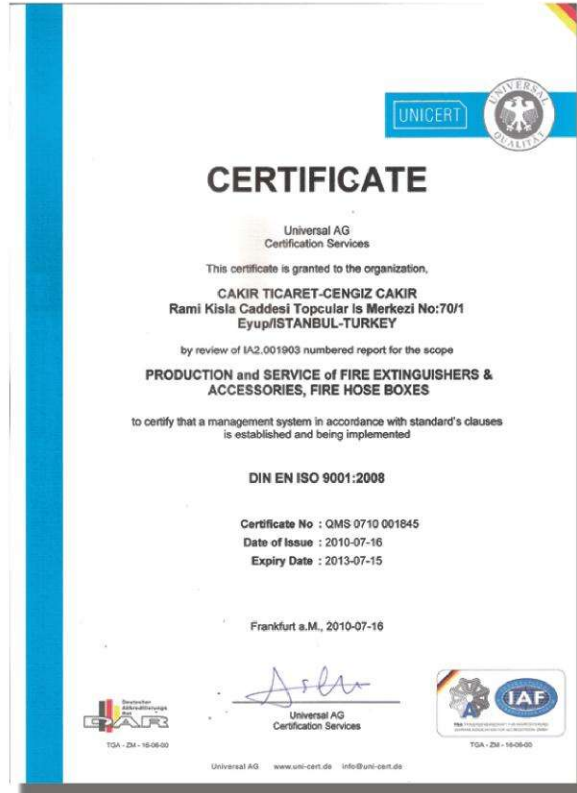 UNICERT
UNIVERSAL
QUALITÄT
CERTIFICATE
Universal AG
Certification Services
This certificate is granted to the organization,
CAKIR TICARET-CENGIZ CAKIR
Rami Kisla Caddesi Topcular Is Merkezi No:70/1
Eyup/ISTANBUL-TURKEY
by review of IA2.001903 numbered report for the scope
PRODUCTION and SERVICE of FIRE EXTINGUISHERS &
ACCESSORIES, FIRE HOSE BOXES
to certify that a management system in accordance with standard's clauses
is established and being implemented
DIN EN ISO 9001:2008
Certificate No : QMS 0710 001845
Date of Issue : 2010-07-16
Expiry Date : 2013-07-15
Frankfurt a.M., 2010-07-16
Universal AG
Certification Services
Deutscher
Akkreditierungs
Rat
DAR
TGA - ZM - 16-06-00
IAF
TGA - ZM - 16-06-00
Universal AG www.uni-cert.de info@uni-cert.de